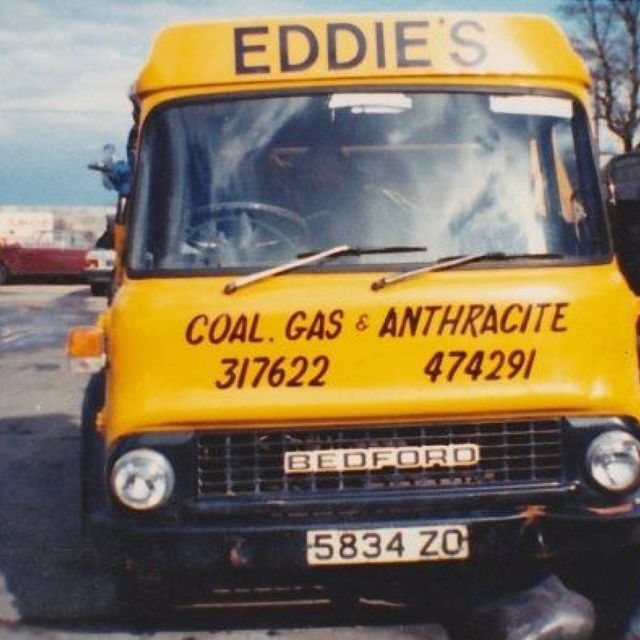 EDDIE'S
COAL. GAS & ANTHRACITE
317622 474291
BEDFORD
5834 ZO